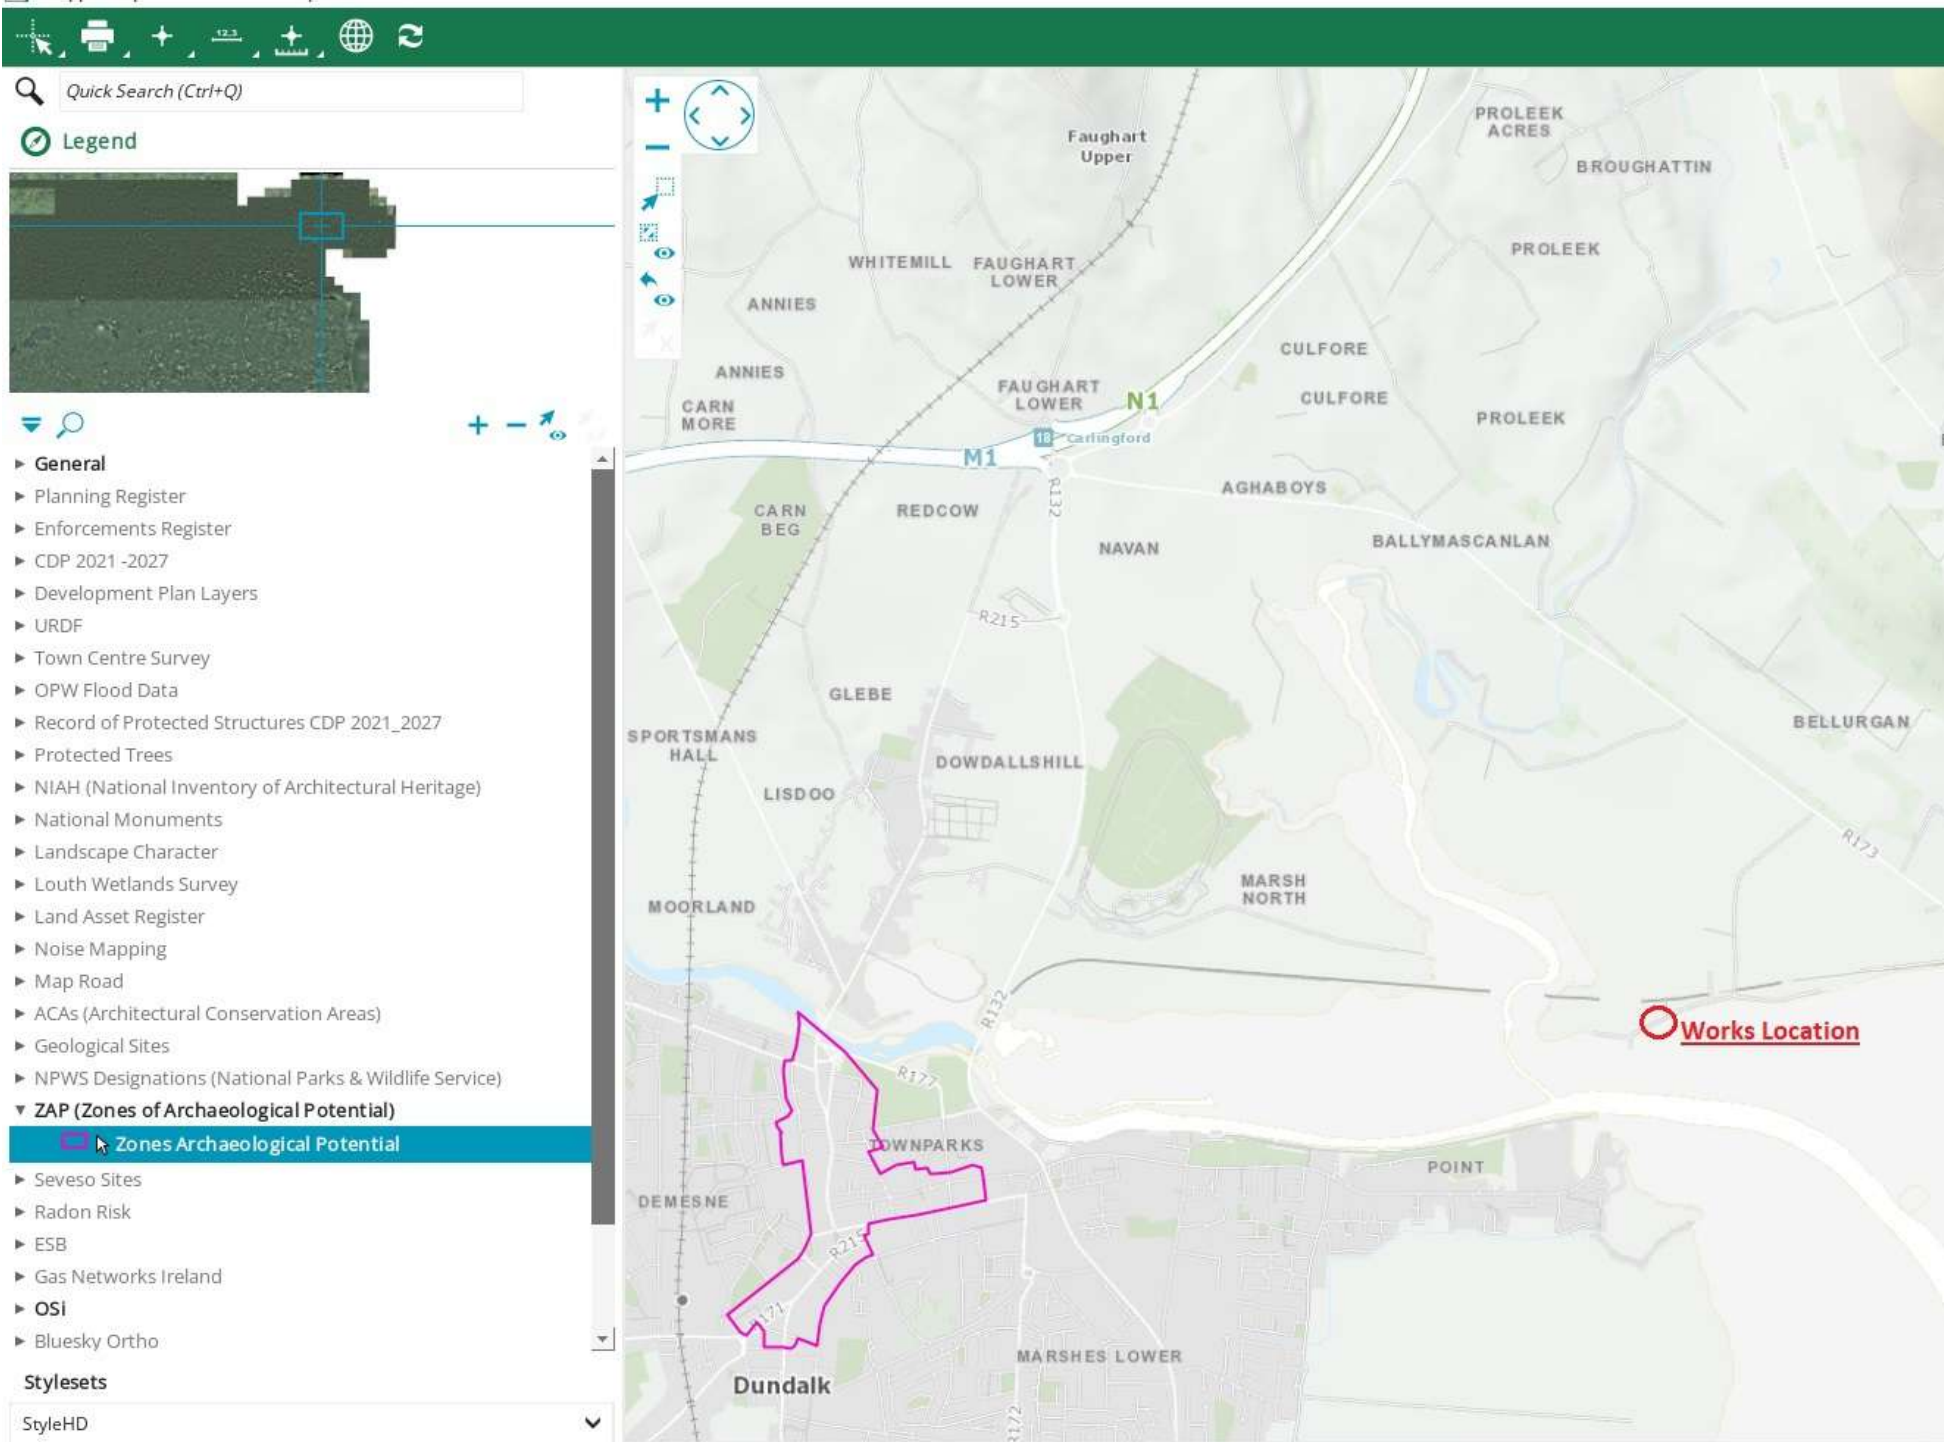 12.3
Quick Search (Ctrl+Q)
Legend
General
Planning Register
Enforcements Register
CDP 2021 -2027
Development Plan Layers
URDF
Town Centre Survey
OPW Flood Data
Record of Protected Structures CDP 2021_2027
Protected Trees
NIAH (National Inventory of Architectural Heritage)
National Monuments
Landscape Character
Louth Wetlands Survey
Land Asset Register
Noise Mapping
Map Road
ACAs (Architectural Conservation Areas)
Geological Sites
NPWS Designations (National Parks & Wildlife Service)
ZAP (Zones of Archaeological Potential)
Zones Archaeological Potential
Seveso Sites
Radon Risk
ESB
Gas Networks Ireland
OSi
Bluesky Ortho
Stylesets
StyleHD
Faughart
Upper
PROLEEK
ACRES
BROUGHATTIN
PROLEEK
WHITEMILL
FAUGHART
LOWER
ANNIES
CULFORE
ANNIES
FAUGHART
LOWER
N1
CULFORE
CARN
MORE
PROLEEK
18 Carlingford
M1
R132
AGHABOYS
CARN
BEG
REDCOW
NAVAN
BALLYMASCANLAN
R215
GLEBE
BELLURGAN
SPORTSMANS
HALL
DOWDALLSHILL
LISDOO
R173
MARSH
NORTH
MOORLAND
R132
Works Location
R177
TOWNPARKS
POINT
DEMESNE
R215
R171
MARSHES LOWER
Dundalk
R172